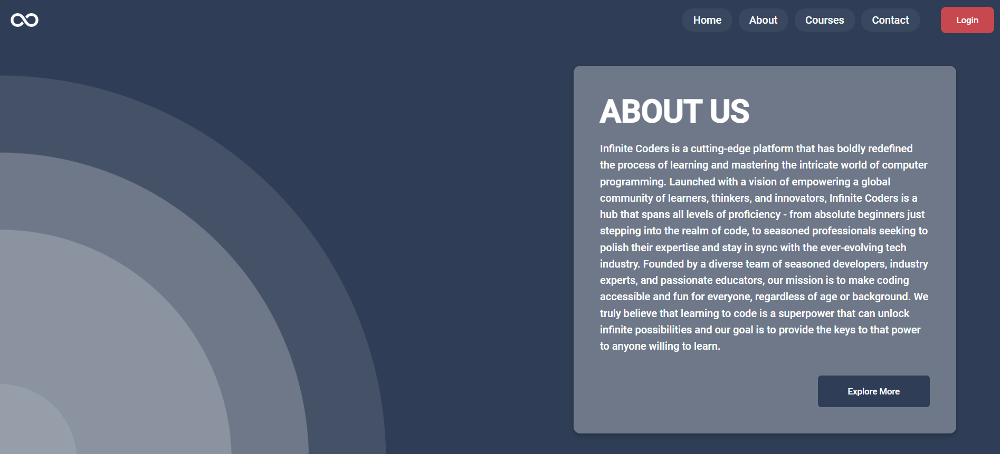 Home About Courses Contact Login
ABOUT US
Infinite Coders is a cutting-edge platform that has boldly redefined
the process of learning and mastering the intricate world of computer
programming. Launched with a vision of empowering a global
community of learners, thinkers, and innovators, Infinite Coders is a
hub that spans all levels of proficiency - from absolute beginners just
stepping into the realm of code, to seasoned professionals seeking to
polish their expertise and stay in sync with the ever-evolving tech
industry. Founded by a diverse team of seasoned developers, industry
experts, and passionate educators, our mission is to make coding
accessible and fun for everyone, regardless of age or background. We
truly believe that learning to code is a superpower that can unlock
infinite possibilities and our goal is to provide the keys to that power
to anyone willing to learn.
Explore More